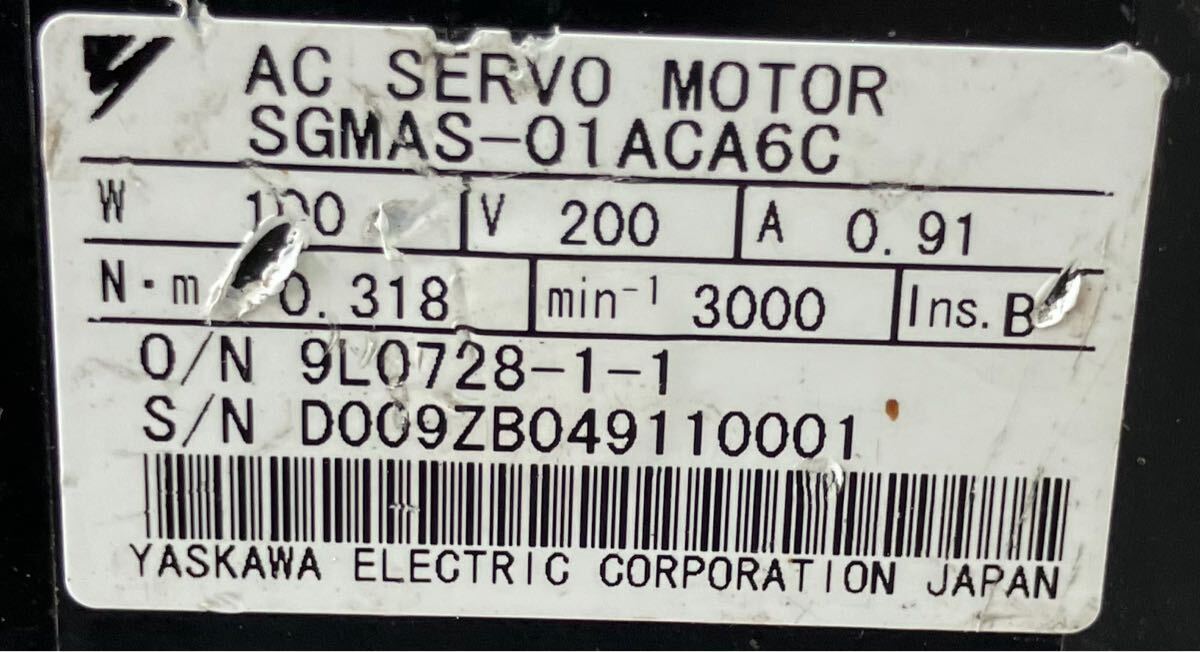 AC SERVO MOTOR
SGMAS-01ACA6C
W 100 V 200 A 0.91
N·m 0.318 min⁻¹ 3000 Ins. B
O/N 9L0728-1-1
S/N D009ZB049110001
YASKAWA ELECTRIC CORPORATION JAPAN